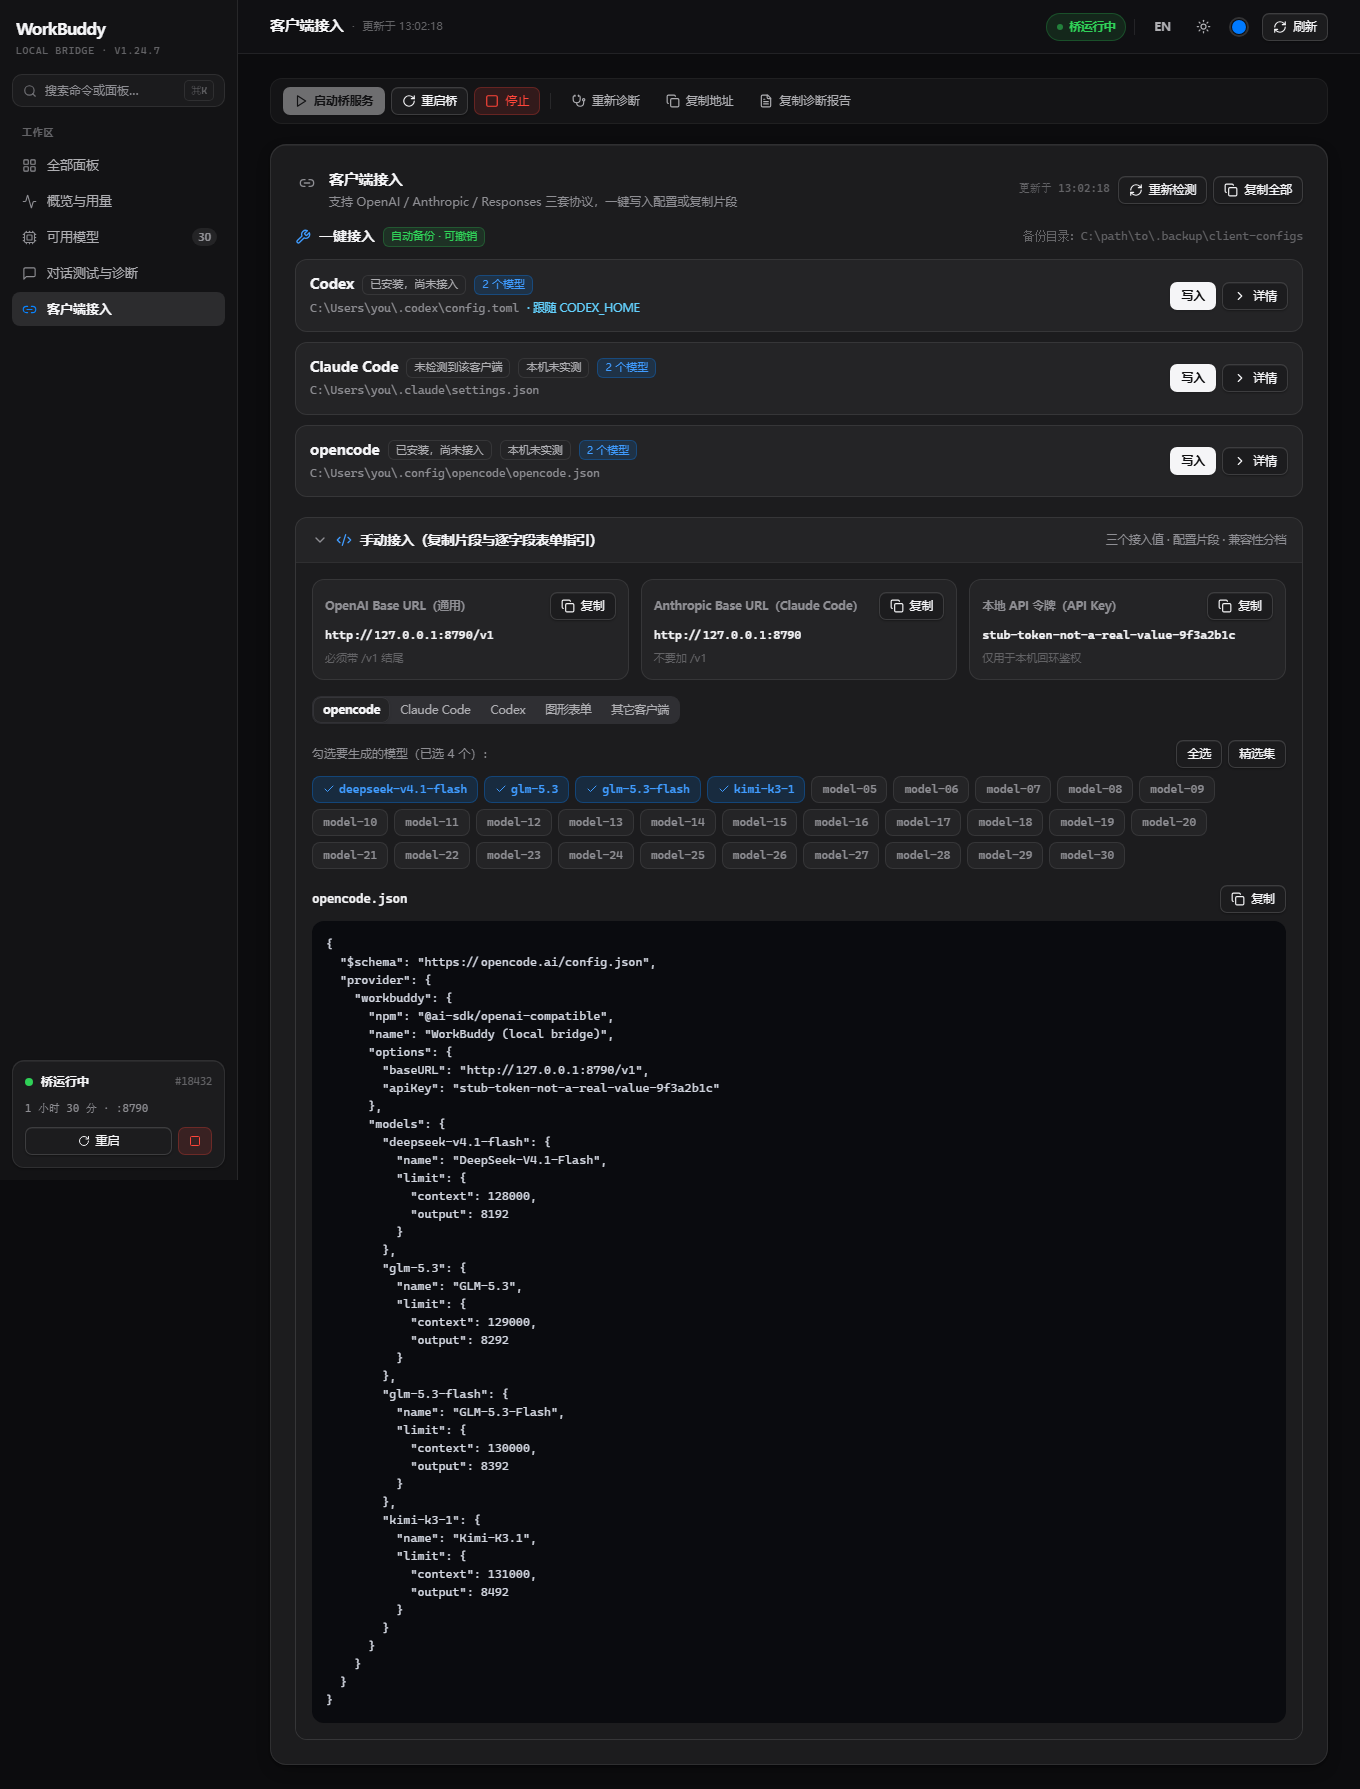 WorkBuddy
LOCAL BRIDGE · V1.24.7
搜索命令或面板... ⌘K
工作区
全部面板
概览与用量
可用模型 30
对话测试与诊断
客户端接入
桥运行中 #18432
1 小时 30 分 · :8790
重启
客户端接入 · 更新于 13:02:18
桥运行中 EN 刷新
启动桥服务 重启桥 停止 重新诊断 复制地址 复制诊断报告
客户端接入
支持 OpenAI / Anthropic / Responses 三套协议，一键写入配置或复制片段
更新于 13:02:18 重新检测 复制全部
一键接入 自动备份 · 可撤销 备份目录: C:\path\to\.backup\client-configs
Codex 已安装，尚未接入 2 个模型
C:\Users\you\.codex\config.toml · 跟随 CODEX_HOME
写入 详情
Claude Code 未检测到该客户端 本机未实测 2 个模型
C:\Users\you\.claude\settings.json
写入 详情
opencode 已安装，尚未接入 本机未实测 2 个模型
C:\Users\you\.config\opencode\opencode.json
写入 详情
手动接入（复制片段与逐字段表单指引） 三个接入值 · 配置片段 · 兼容性分档
OpenAI Base URL（通用） 复制
http://127.0.0.1:8790/v1
必须带 /v1 结尾
Anthropic Base URL（Claude Code） 复制
http://127.0.0.1:8790
不要加 /v1
本地 API 令牌（API Key） 复制
stub-token-not-a-real-value-9f3a2b1c
仅用于本机回环鉴权
opencode Claude Code Codex 图形表单 其它客户端
勾选要生成的模型（已选 4 个）: 全选 精选集
deepseek-v4.1-flash glm-5.3 glm-5.3-flash kimi-k3-1 model-05 model-06 model-07 model-08 model-09
model-10 model-11 model-12 model-13 model-14 model-15 model-16 model-17 model-18 model-19 model-20
model-21 model-22 model-23 model-24 model-25 model-26 model-27 model-28 model-29 model-30
opencode.json 复制
{
  "$schema": "https://opencode.ai/config.json",
  "provider": {
    "workbuddy": {
      "npm": "@ai-sdk/openai-compatible",
      "name": "WorkBuddy (local bridge)",
      "options": {
        "baseURL": "http://127.0.0.1:8790/v1",
        "apiKey": "stub-token-not-a-real-value-9f3a2b1c"
      },
      "models": {
        "deepseek-v4.1-flash": {
          "name": "DeepSeek-V4.1-Flash",
          "limit": {
            "context": 128000,
            "output": 8192
          }
        },
        "glm-5.3": {
          "name": "GLM-5.3",
          "limit": {
            "context": 129000,
            "output": 8292
          }
        },
        "glm-5.3-flash": {
          "name": "GLM-5.3-Flash",
          "limit": {
            "context": 130000,
            "output": 8392
          }
        },
        "kimi-k3-1": {
          "name": "Kimi-K3.1",
          "limit": {
            "context": 131000,
            "output": 8492
          }
        }
      }
    }
  }
}